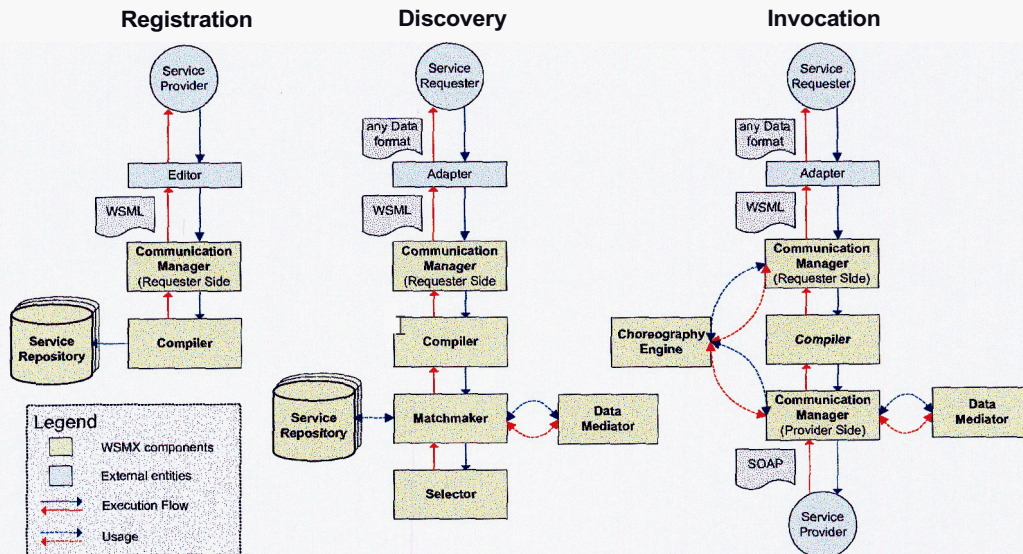 Registration
Service
Provider
Editor
WSML
Communication
Manager
(Requester Side
Compiler
Service
Repository
Legend
WSMX components
External entities
Execution Flow
Usage
Discovery
Service
Requester
any Data
format
Adapter
WSML
Communication
Manager
(Requester Side
Compiler
Service
Repository
Matchmaker
Data
Mediator
Selector
Invocation
Service
Requester
any Data
format
Adapter
WSML
Communication
Manager
(Requester Side)
Choreography
Engine
Compiler
Communication
Manager
(Provider Side)
Data
Mediator
SOAP
Service
Provider